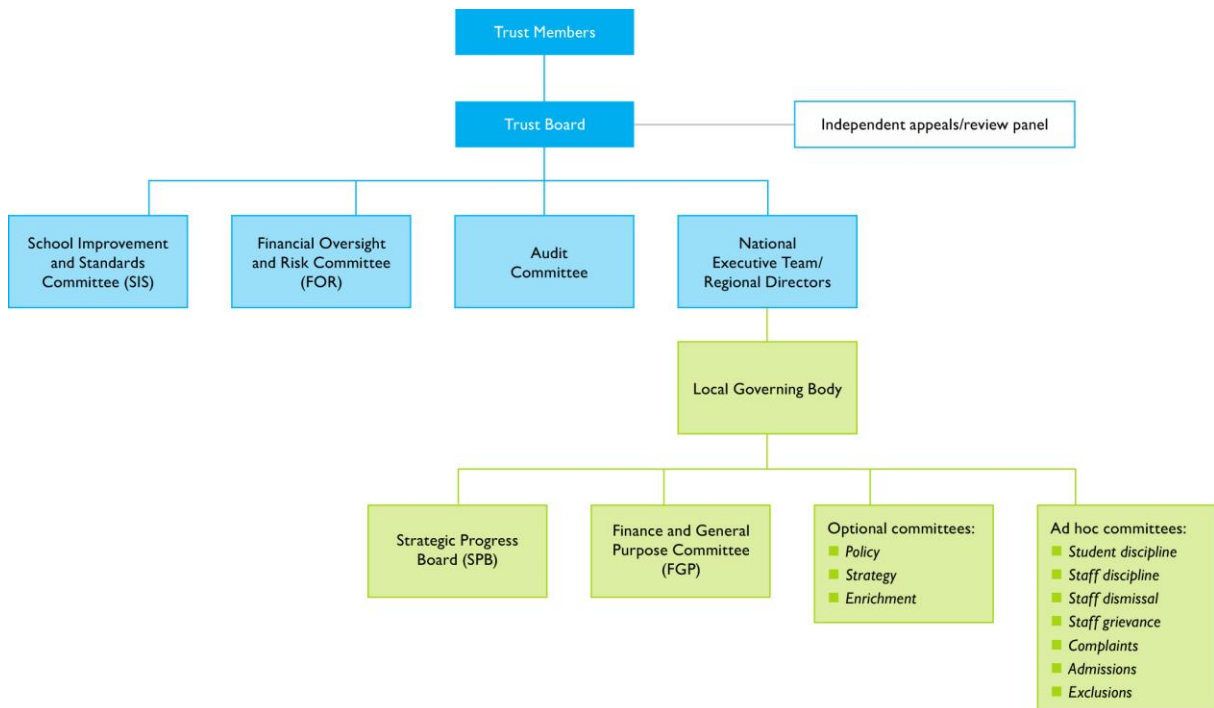 Trust Members
Trust Board
Independent appeals/review panel
School Improvement
and Standards
Committee (SIS)
Financial Oversight
and Risk Committee
(FOR)
Audit
Committee
National
Executive Team/
Regional Directors
Local Governing Body
Strategic Progress
Board (SPB)
Finance and General
Purpose Committee
(FGP)
Optional committees:
Policy
Strategy
Enrichment
Ad hoc committees:
Student discipline
Staff discipline
Staff dismissal
Staff grievance
Complaints
Admissions
Exclusions